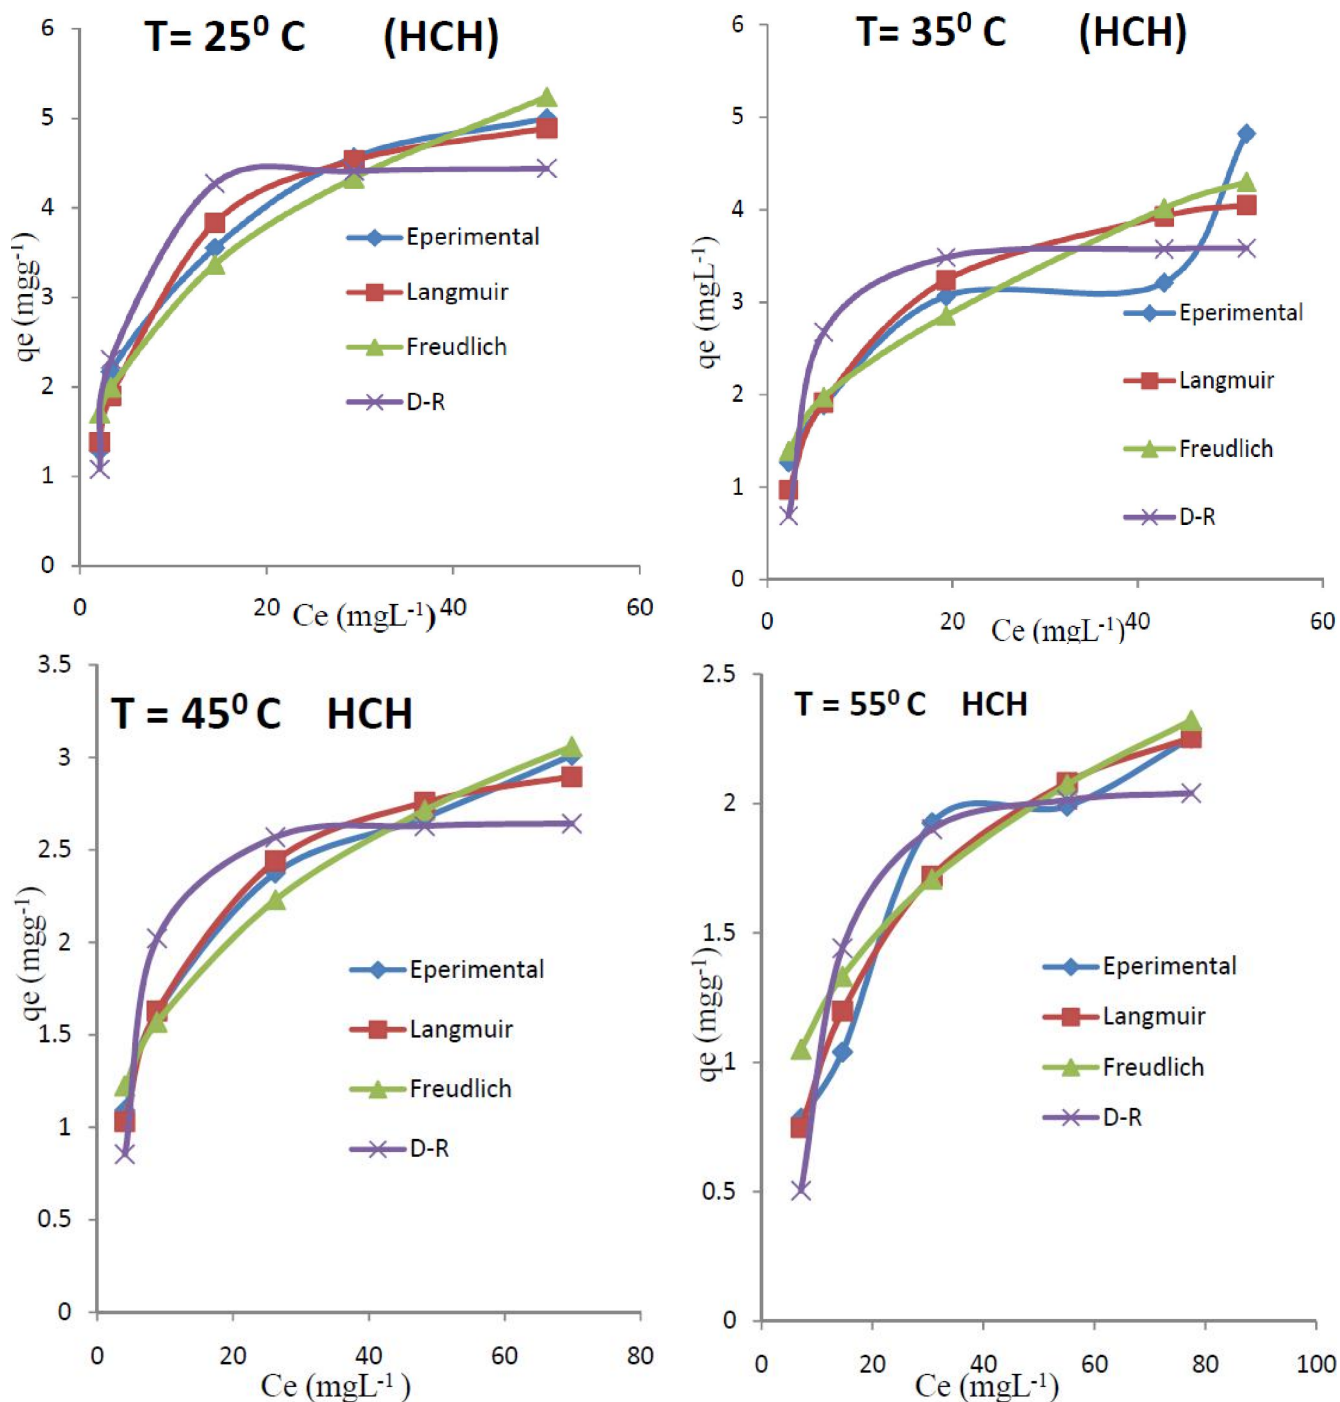 T= 25⁰ C (HCH)
6
5
4
3
2
1
0
qe (mgg⁻¹)
Eperimental
Langmuir
Freudlich
D-R
0 20 40 60
Ce (mgL⁻¹)
T = 35⁰ C (HCH)
6
5
4
3
2
1
0
qe (mgL⁻¹)
Eperimental
Langmuir
Freudlich
D-R
0 20 40 60
Ce (mgL⁻¹)
T = 45⁰ C HCH
3.5
3
2.5
2
1.5
1
0.5
0
qe (mgg⁻¹)
Eperimental
Langmuir
Freudlich
D-R
0 20 40 60 80
Ce (mgL⁻¹)
T = 55⁰ C HCH
2.5
2
1.5
1
0.5
0
qe (mgg⁻¹)
Eperimental
Langmuir
Freudlich
D-R
0 20 40 60 80 100
Ce (mgL⁻¹)